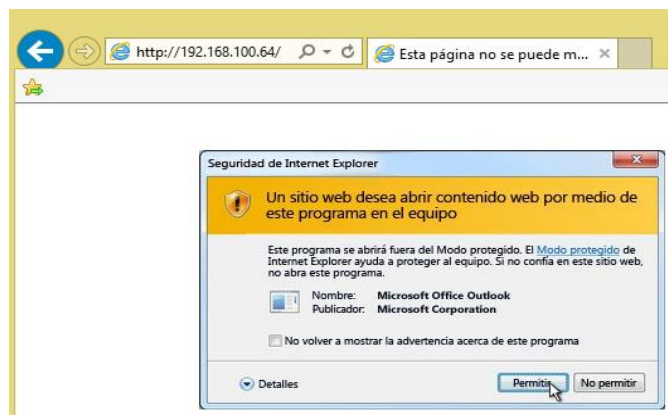 http://192.168.100.64/
Esta página no se puede m...
Seguridad de Internet Explorer
Un sitio web desea abrir contenido web por medio de
este programa en el equipo
Este programa se abrirá fuera del Modo protegido. El Modo protegido de
Internet Explorer ayuda a proteger al equipo. Si no confía en este sitio web,
no abra este programa.
Nombre: Microsoft Office Outlook
Publicador: Microsoft Corporation
No volver a mostrar la advertencia acerca de este programa
Detalles
Permitir
No permitir